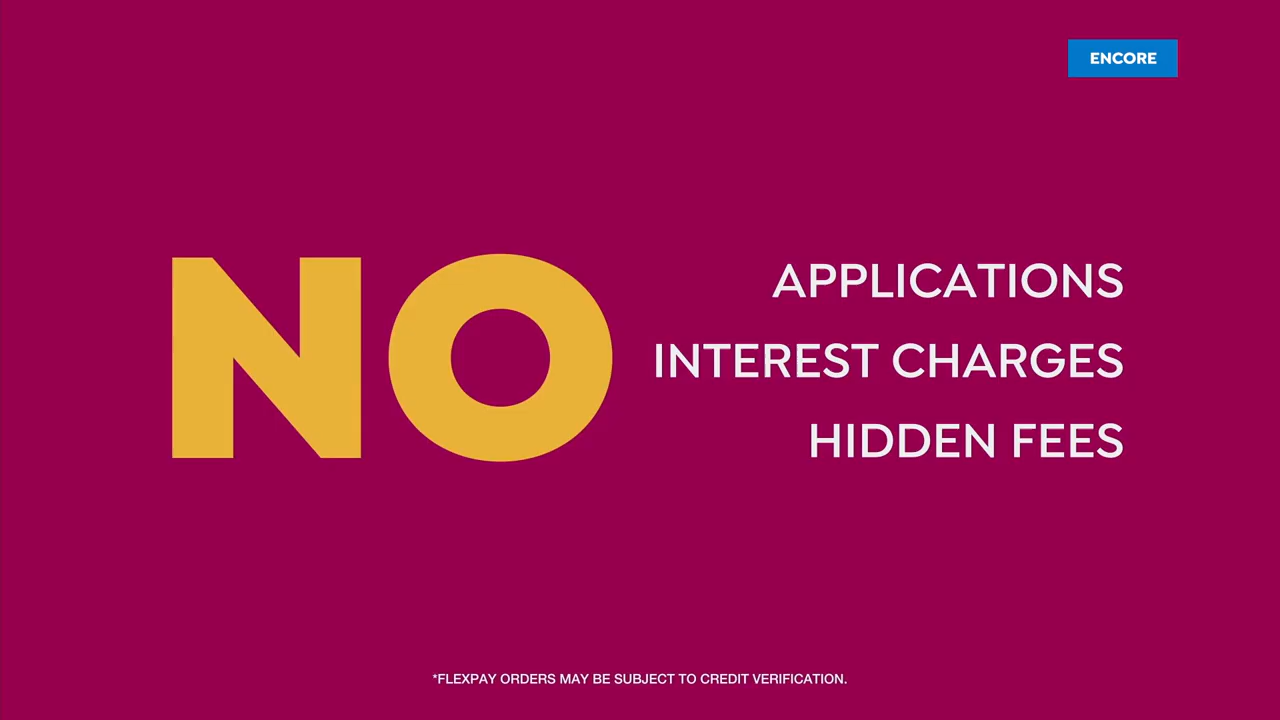 ENCORE
NO
APPLICATIONS
INTEREST CHARGES
HIDDEN FEES
*FLEXPAY ORDERS MAY BE SUBJECT TO CREDIT VERIFICATION.